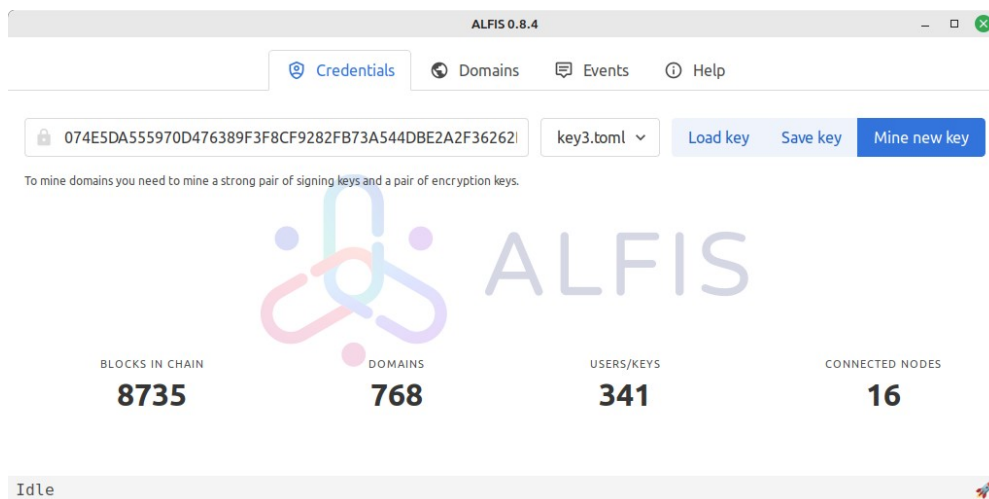 ALFIS 0.8.4
Credentials Domains Events Help
074E5DA555970D476389F3F8CF9282FB73A544DBE2A2F36262 key3.toml Load key Save key Mine new key
To mine domains you need to mine a strong pair of signing keys and a pair of encryption keys.
ALFIS
BLOCKS IN CHAIN DOMAINS USERS/KEYS CONNECTED NODES
8735 768 341 16
Idle